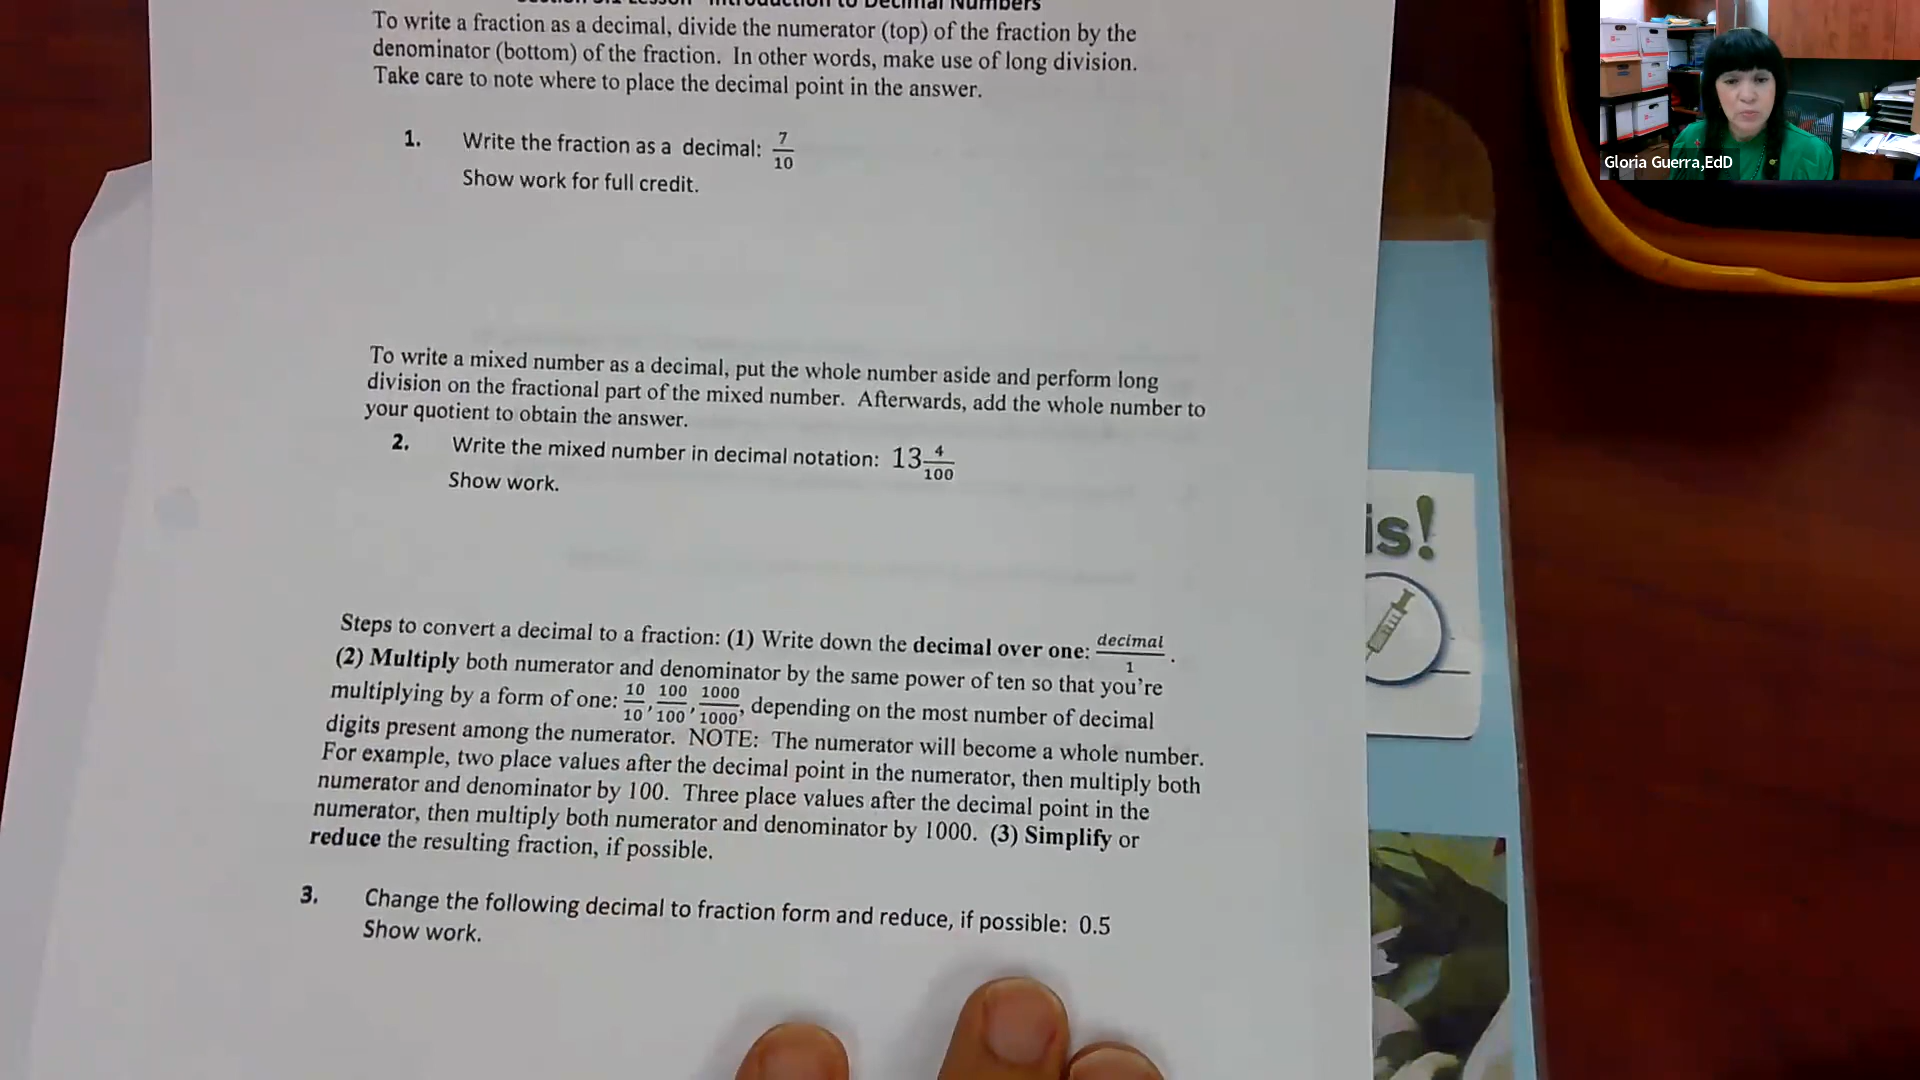 Section 5.1 Lesson - Introduction to Decimal Numbers
To write a fraction as a decimal, divide the numerator (top) of the fraction by the
denominator (bottom) of the fraction. In other words, make use of long division.
Take care to note where to place the decimal point in the answer.
1. Write the fraction as a decimal: 7/10
Show work for full credit.
To write a mixed number as a decimal, put the whole number aside and perform long
division on the fractional part of the mixed number. Afterwards, add the whole number to
your quotient to obtain the answer.
2. Write the mixed number in decimal notation: 13 4/100
Show work.
Steps to convert a decimal to a fraction: (1) Write down the decimal over one: decimal/1 .
(2) Multiply both numerator and denominator by the same power of ten so that you're
multiplying by a form of one: 10/10, 100/100, 1000/1000, depending on the most number of decimal
digits present among the numerator. NOTE: The numerator will become a whole number.
For example, two place values after the decimal point in the numerator, then multiply both
numerator and denominator by 100. Three place values after the decimal point in the
numerator, then multiply both numerator and denominator by 1000. (3) Simplify or
reduce the resulting fraction, if possible.
3. Change the following decimal to fraction form and reduce, if possible: 0.5
Show work.
is!
Gloria Guerra,EdD